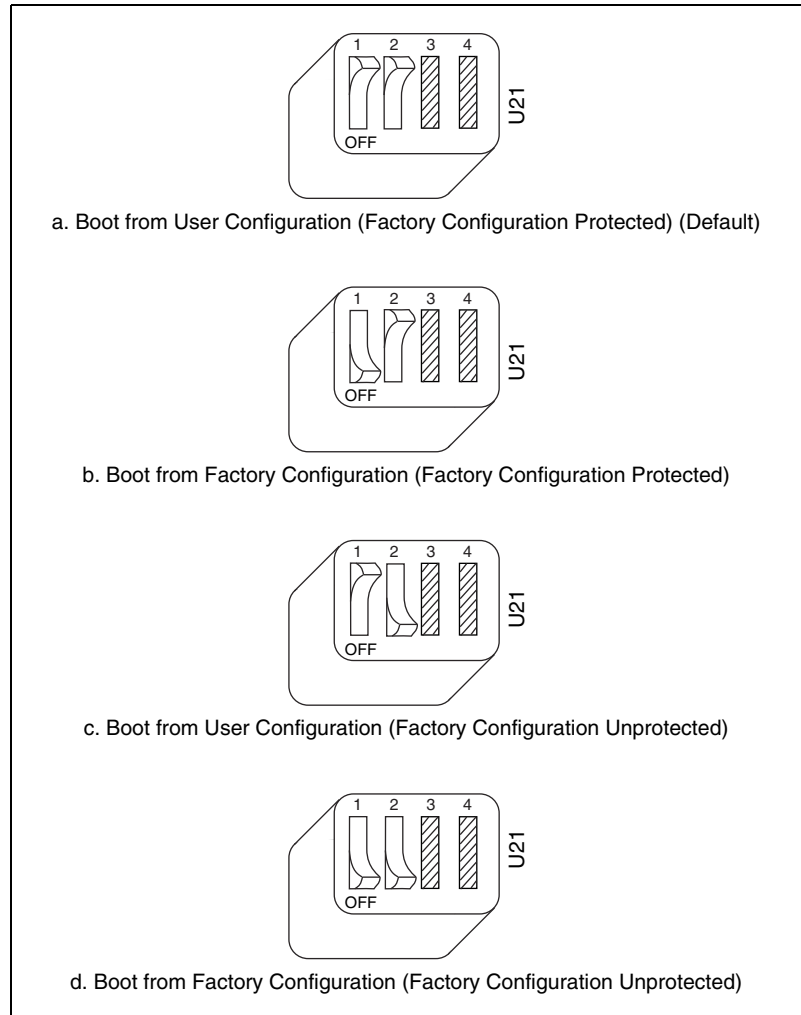 1 2 3 4
OFF
U21
a. Boot from User Configuration (Factory Configuration Protected) (Default)
1 2 3 4
OFF
U21
b. Boot from Factory Configuration (Factory Configuration Protected)
1 2 3 4
OFF
U21
c. Boot from User Configuration (Factory Configuration Unprotected)
1 2 3 4
OFF
U21
d. Boot from Factory Configuration (Factory Configuration Unprotected)